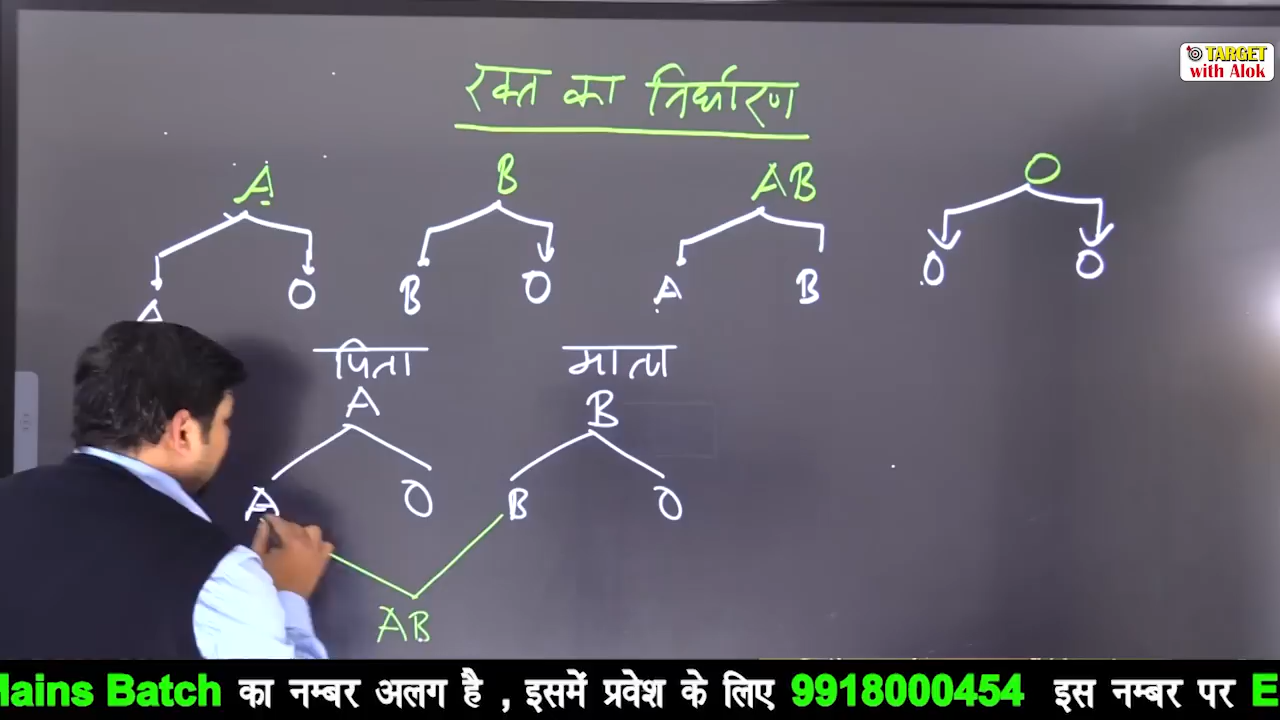 TARGET
with Alok
रक्त का निर्धारण
A B AB O
A O B O A B O O
पिता माता
A B
A O B O
AB
Mains Batch का नम्बर अलग है , इसमें प्रवेश के लिए 9918000454 इस नम्बर पर